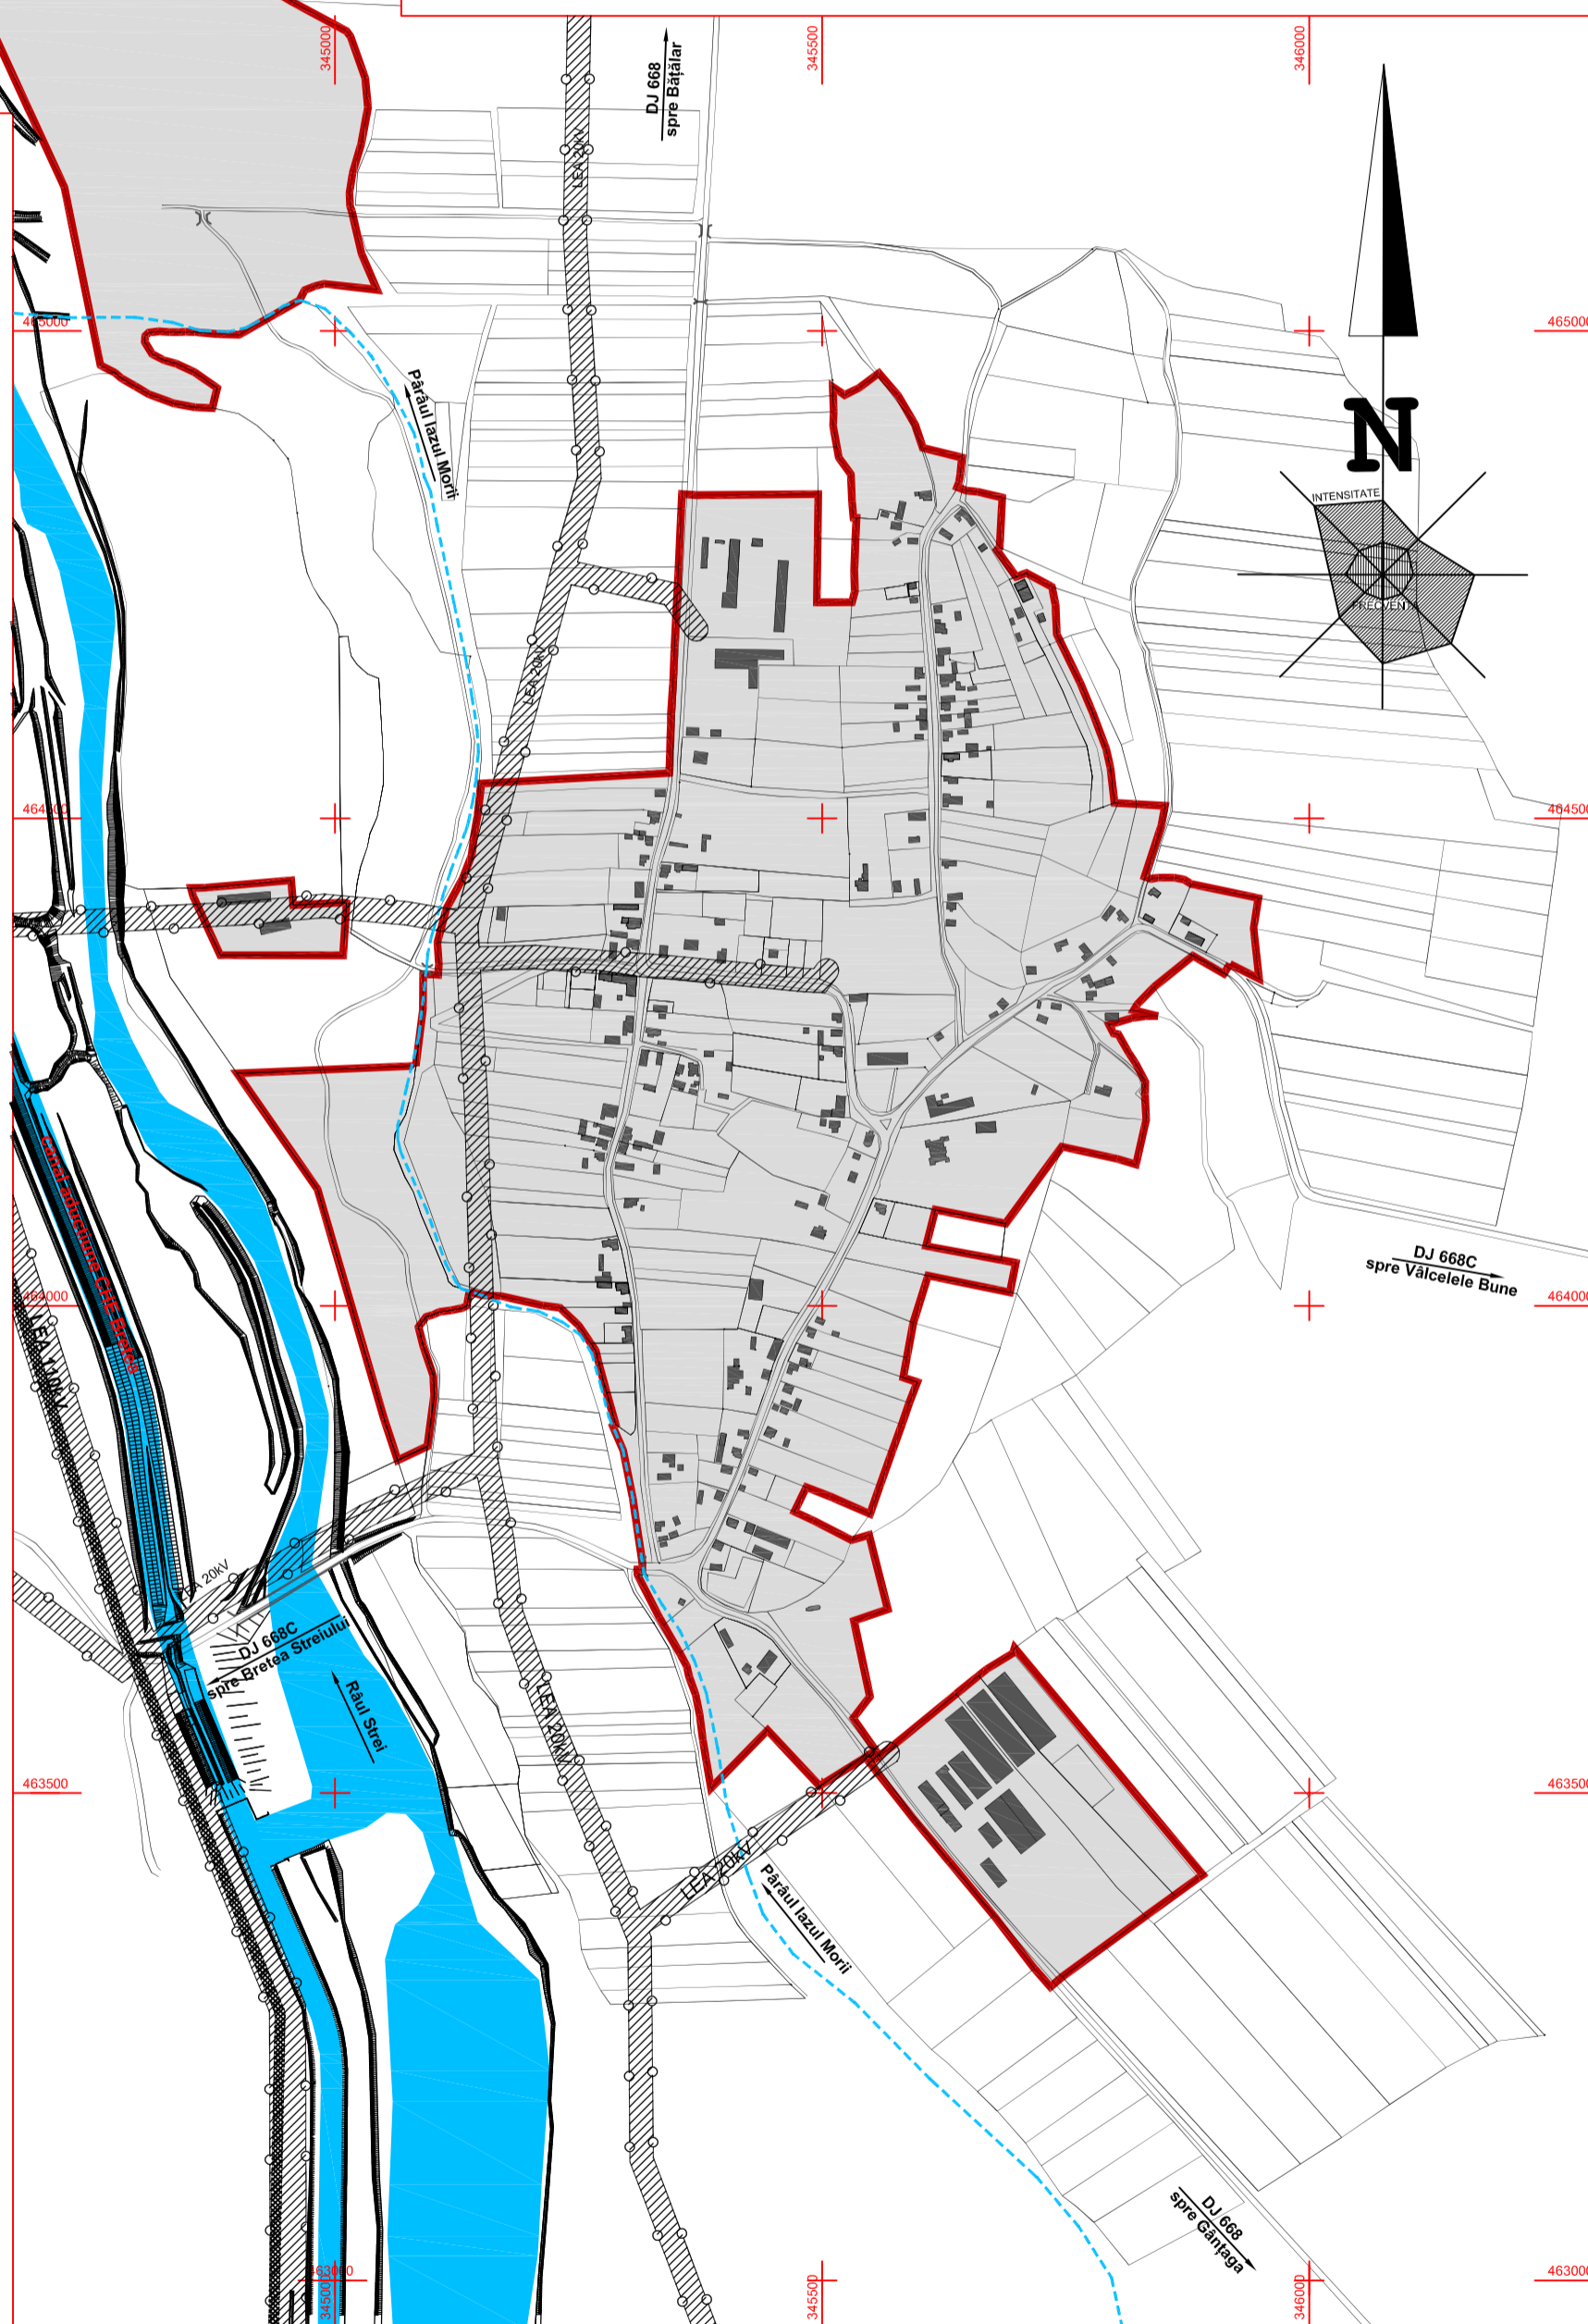 345000
345500
346000
DJ 668
spre Bățălar
LEA 20kV
465000
465000
Pârâul Iazul Morii
N
INTENSITATE
FRECVEN
LEA 20kV
464500
464500
Canal aducțiune CHE Bretea
DJ 668C
spre Vâlcelele Bune
464000
464000
LEA 110kV
LEA 20kV
DJ 668C
spre Bretea Streiului
Râul Strei
LEA 20kV
463500
463500
LEA 20kV
Pârâul Iazul Morii
DJ 668
spre Gânțaga
463000
463000
345000
345500
346000